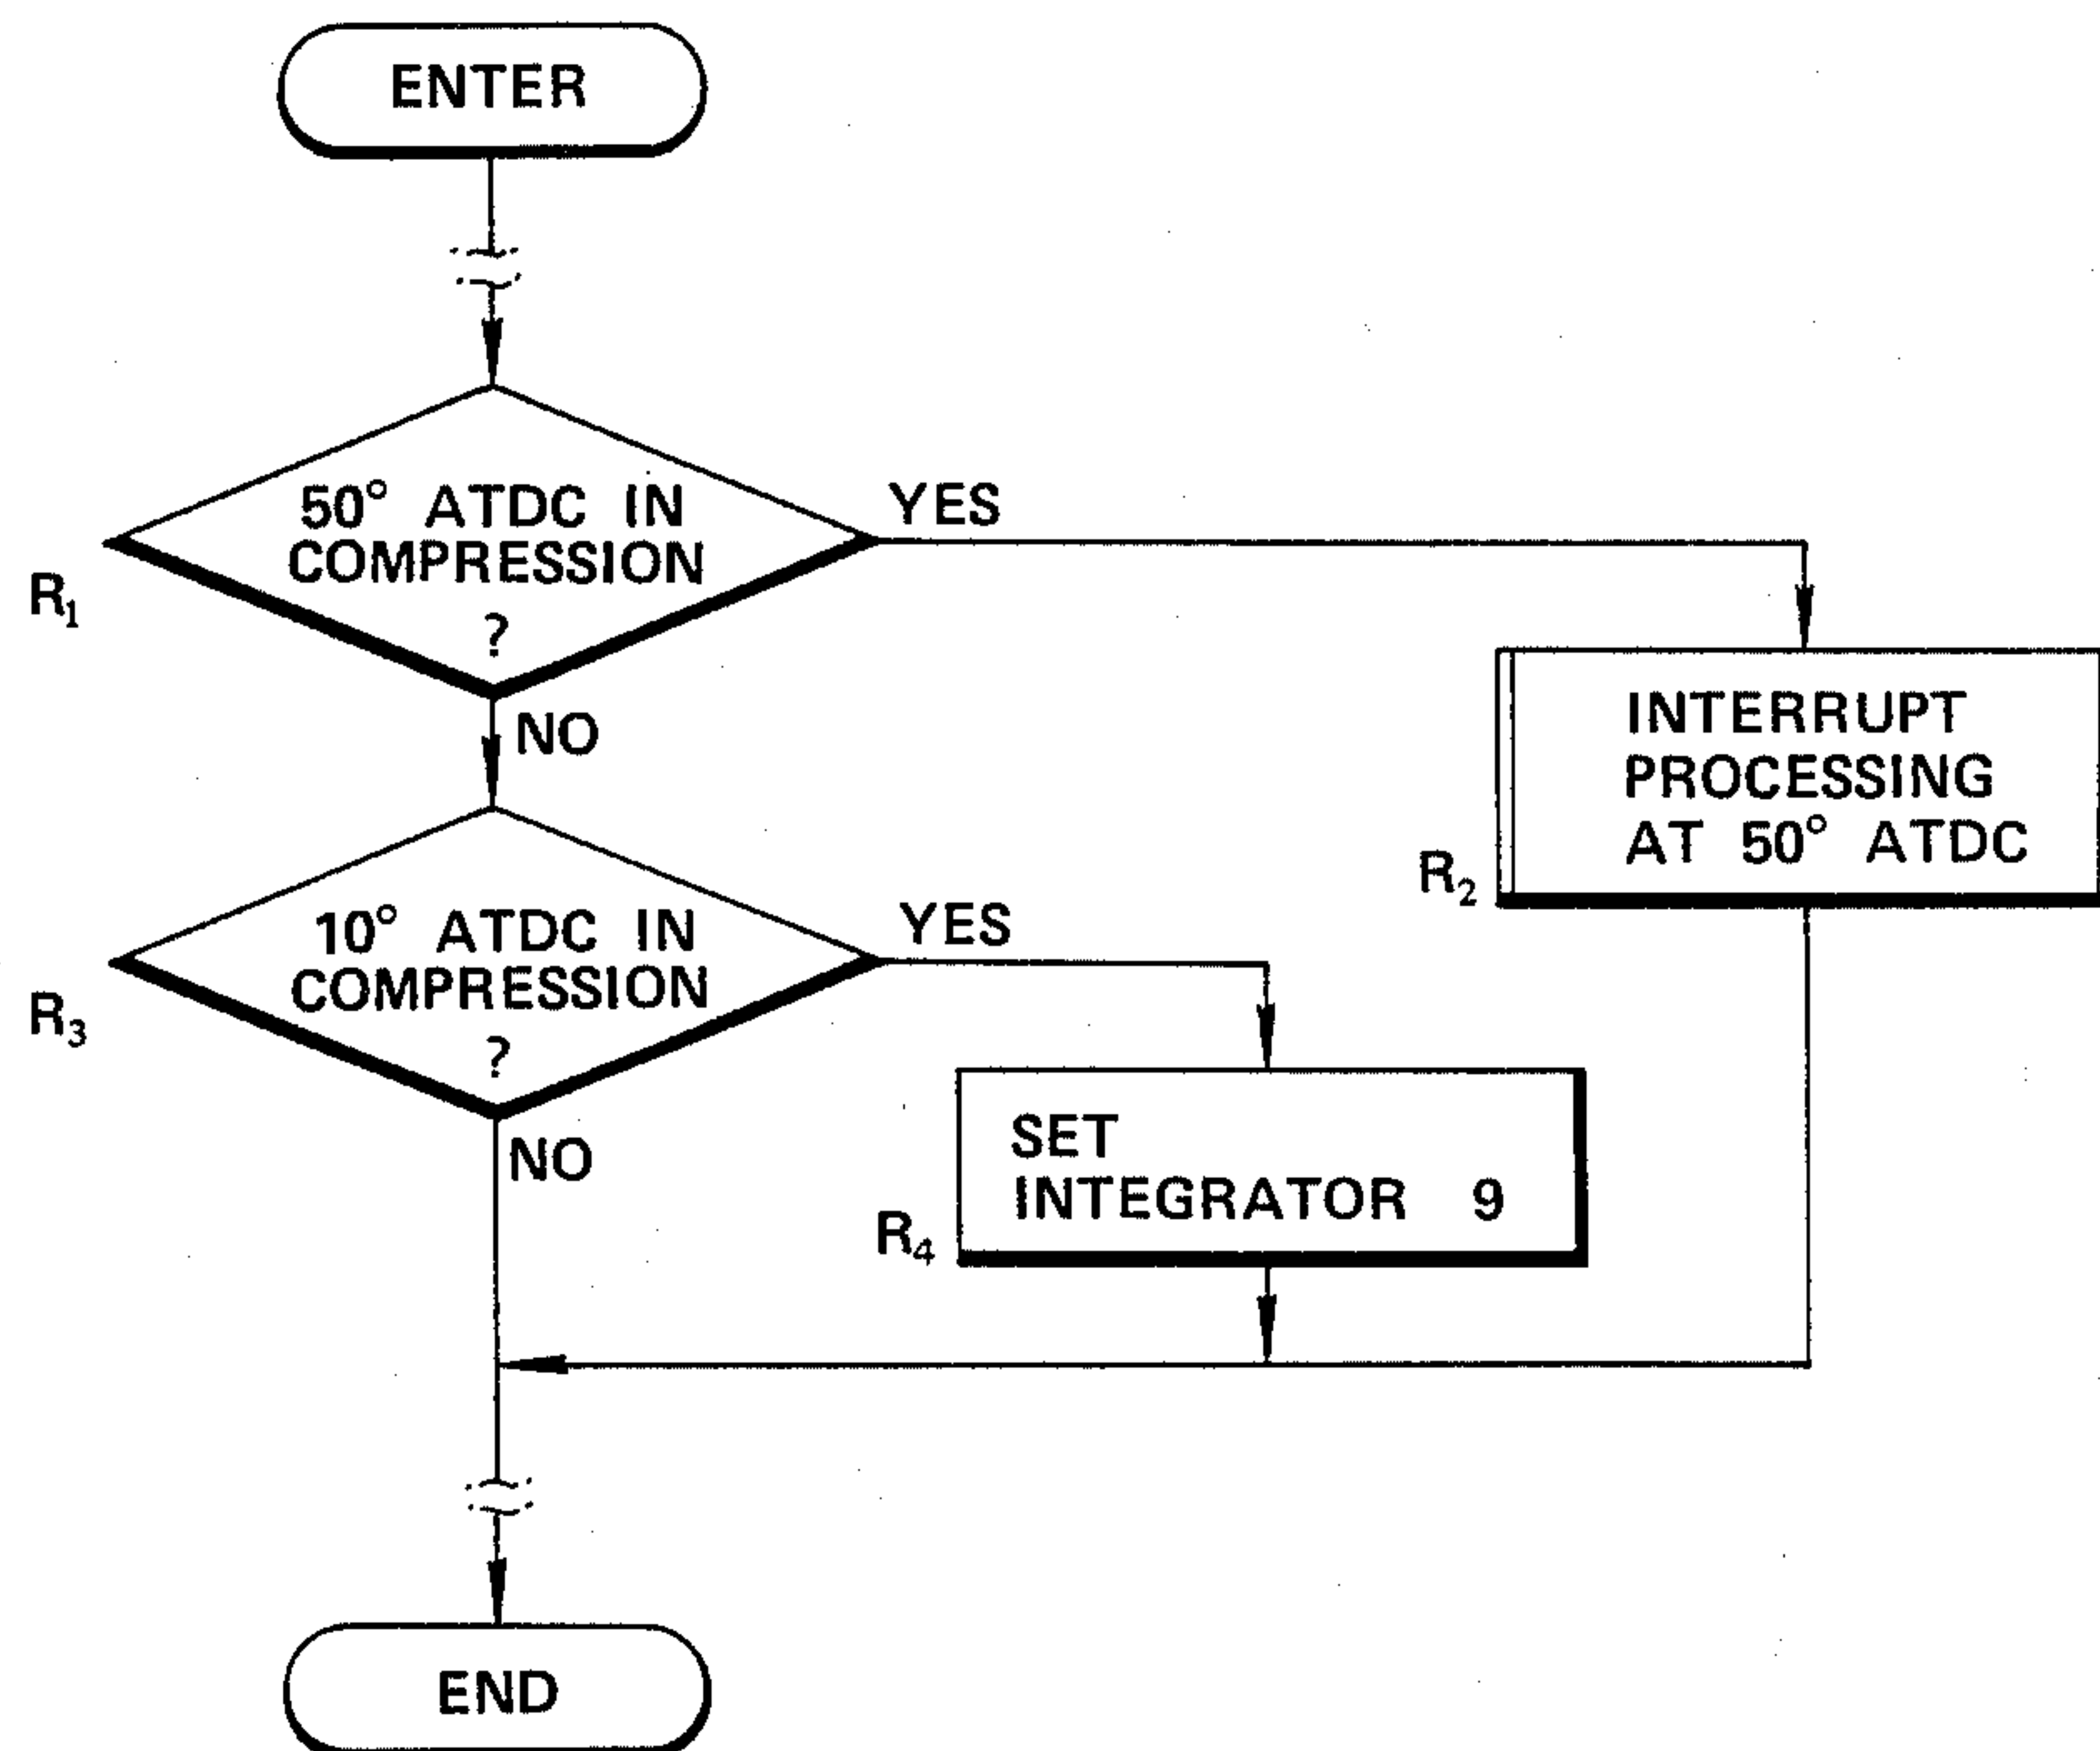 ENTER
50° ATDC IN
COMPRESSION
?
R₁
YES
NO
INTERRUPT
PROCESSING
AT 50° ATDC
R₂
10° ATDC IN
COMPRESSION
?
R₃
YES
NO
SET
INTEGRATOR 9
R₄
END